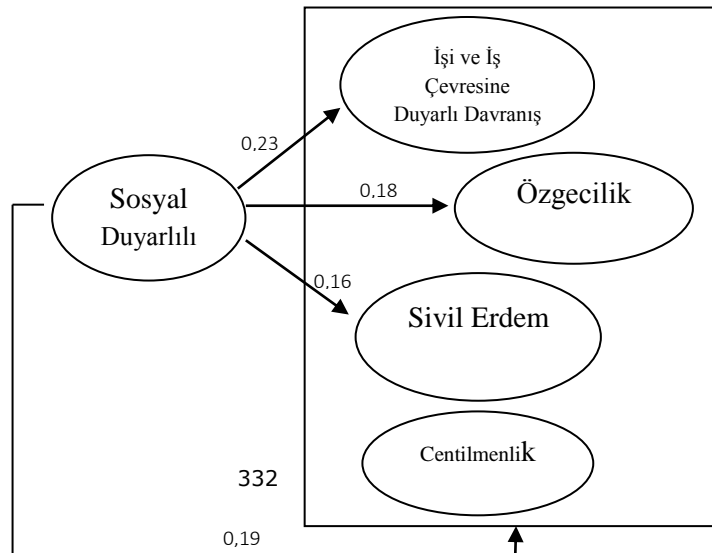 İşi ve İş
Çevresine
Duyarlı Davranış
0,23
Sosyal
Duyarlılı
0,18
Özgecilik
0,16
Sivil Erdem
Centilmenlik
332
0,19